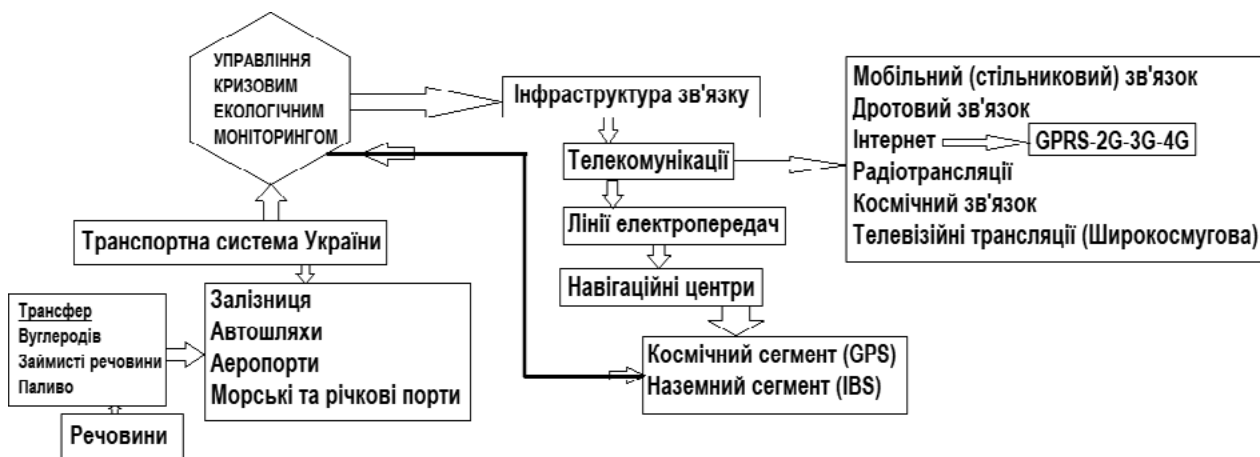 УПРАВЛІННЯ
КРИЗОВИМ
ЕКОЛОГІЧНИМ
МОНІТОРИНГОМ
Інфраструктура зв'язку
Телекомунікації
Лінії електропередач
Навігаційні центри
Космічний сегмент (GPS)
Наземний сегмент (IBS)
Мобільний (стільниковий) зв'язок
Дротовий зв'язок
Інтернет
GPRS-2G-3G-4G
Радіотрансляції
Космічний зв'язок
Телевізійні трансляції (Широкосмугова)
Транспортна система України
Залізниця
Автошляхи
Аеропорти
Морські та річкові порти
Трансфер
Вуглеродів
Займисті речовини
Паливо
Речовини